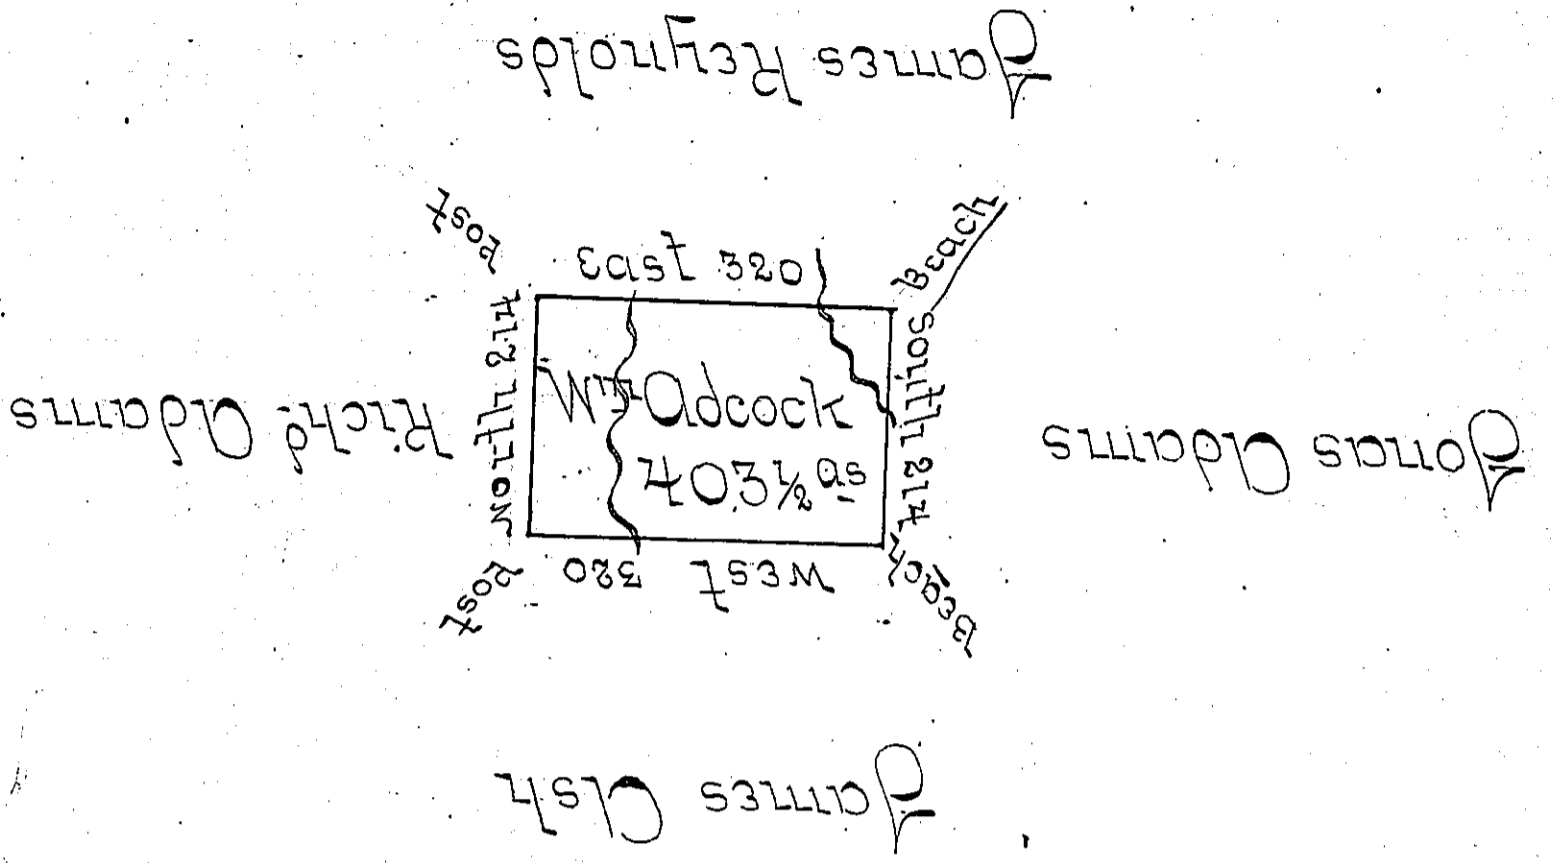 James Reynolds
Post
East 320
Beach
North 214
South 214
Richd. Adams
Wm Adcock
403½ as
Jonas Adams
Post
West 320
Beach
James Ash